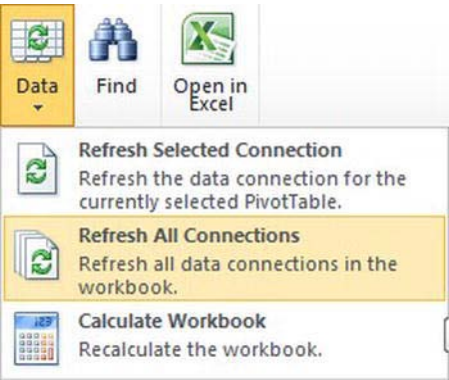 Data
Find
Open in
Excel
Refresh Selected Connection
Refresh the data connection for the
currently selected PivotTable.
Refresh All Connections
Refresh all data connections in the
workbook.
Calculate Workbook
Recalculate the workbook.